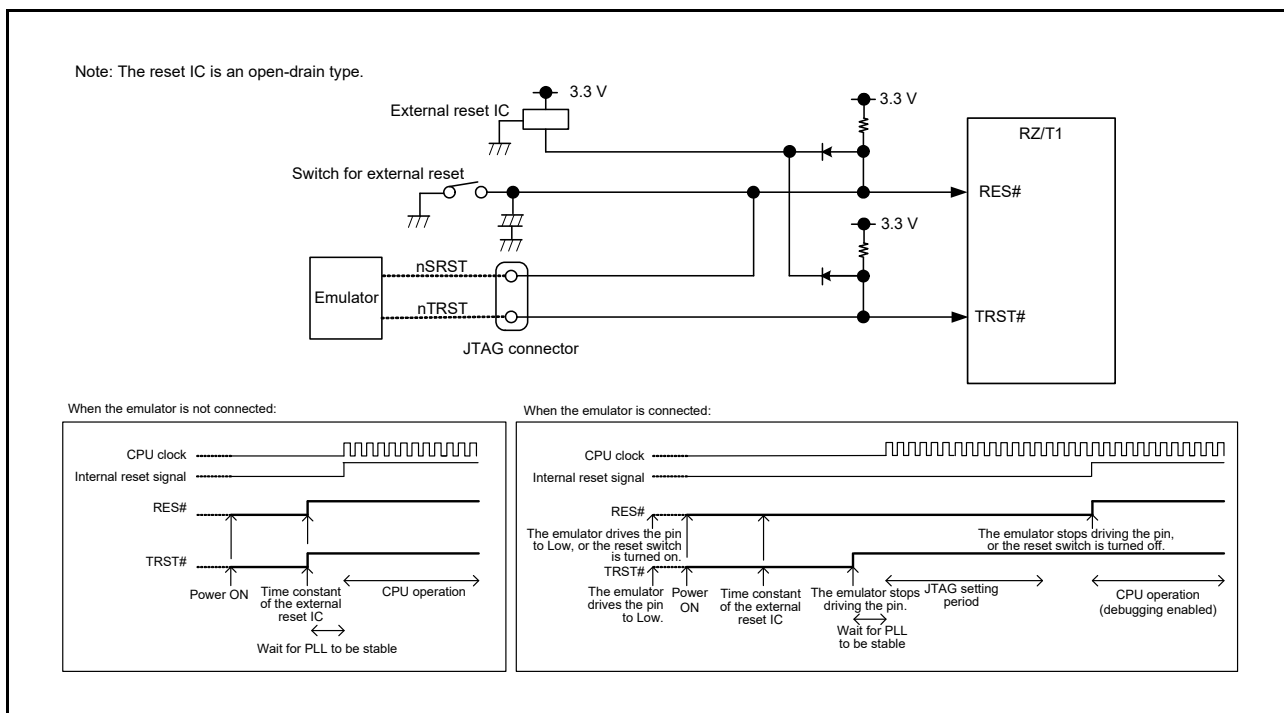 Note: The reset IC is an open-drain type.
3.3 V
External reset IC
3.3 V
RZ/T1
Switch for external reset
RES#
3.3 V
nSRST
Emulator
nTRST
TRST#
JTAG connector
When the emulator is not connected:
CPU clock
Internal reset signal
RES#
TRST#
Power ON
Time constant
of the external
reset IC
CPU operation
Wait for PLL to be stable
When the emulator is connected:
CPU clock
Internal reset signal
RES#
The emulator drives the pin
to Low, or the reset switch
is turned on.
The emulator stops driving the pin,
or the reset switch is turned off.
TRST#
The emulator
drives the pin
to Low.
Power
ON
Time constant
of the external
reset IC
The emulator stops
driving the pin.
Wait for PLL
to be stable
JTAG setting
period
CPU operation
(debugging enabled)